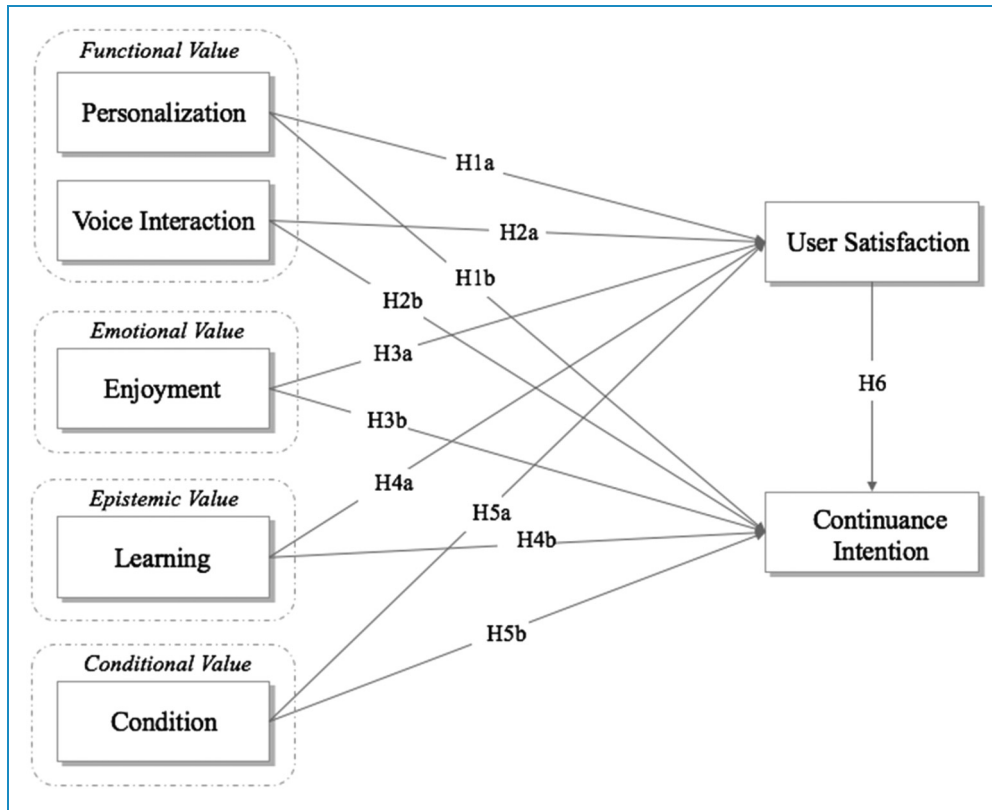 Functional Value
Personalization
Voice Interaction
Emotional Value
Enjoyment
Epistemic Value
Learning
Conditional Value
Condition
H1a
H2a
H1b
H2b
H3a
H3b
H4a
H5a
H4b
H5b
User Satisfaction
H6
Continuance
Intention